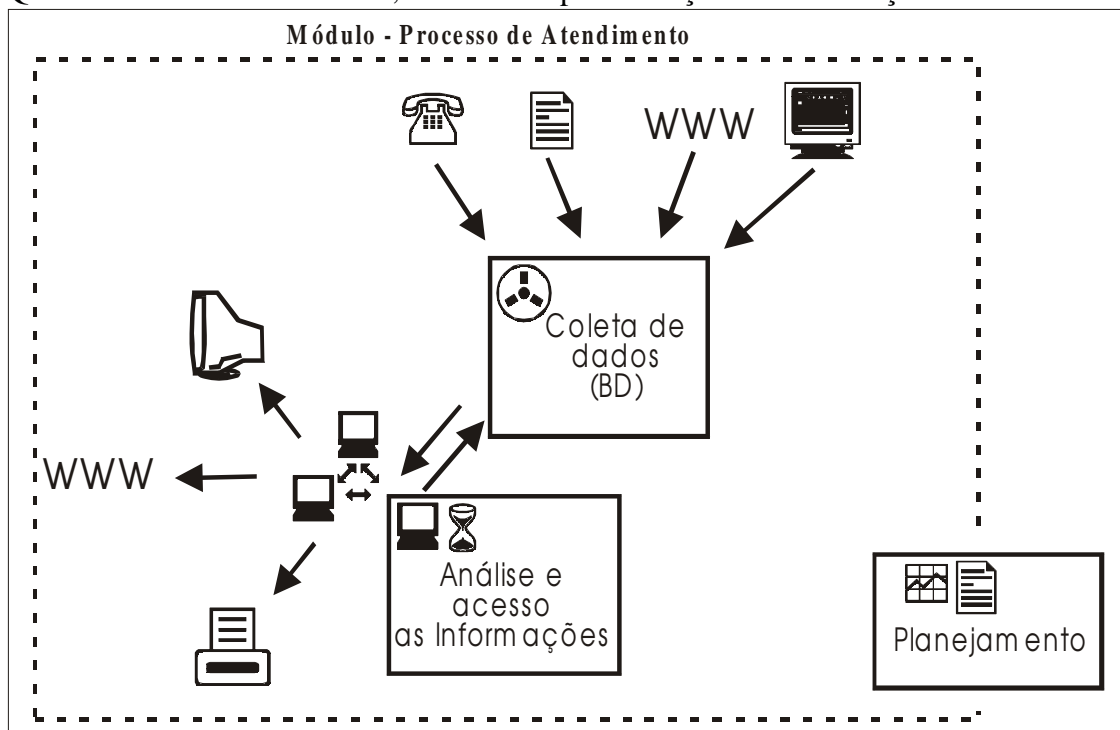 Módulo - Processo de Atendimento
WWW
Coleta de
dados
(BD)
WWW
Análise e
acesso
as Informações
Planejamento